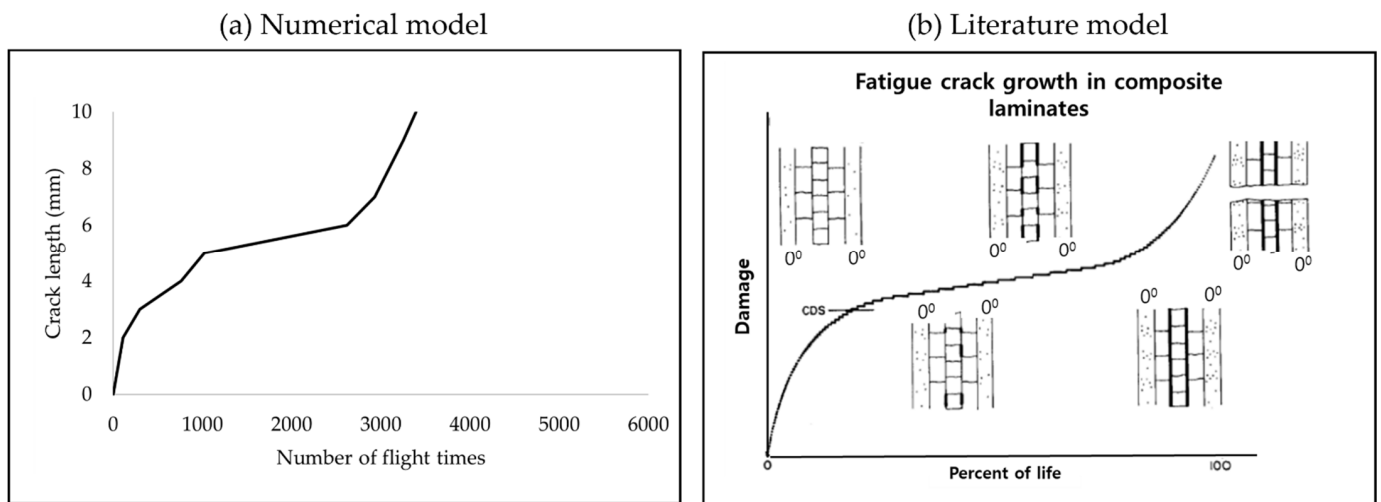 (a) Numerical model
10
8
6
4
2
0
Crack length (mm)
0 1000 2000 3000 4000 5000 6000
Number of flight times
(b) Literature model
Fatigue crack growth in composite
laminates
Damage
CDS
0⁰ 0⁰
0⁰ 0⁰
0⁰ 0⁰
0⁰ 0⁰
0⁰ 0⁰
0 100
Percent of life